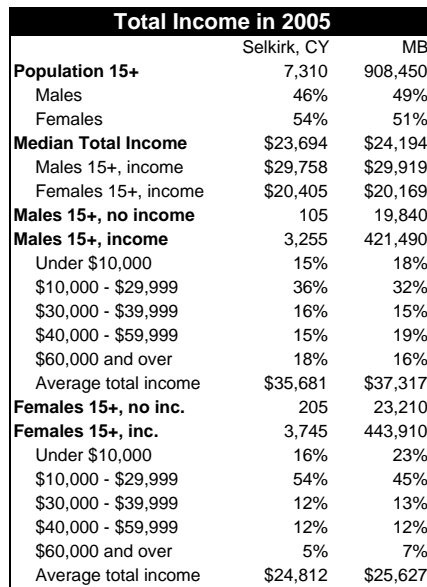 Total Income in 2005
Selkirk, CY MB
Population 15+ 7,310 908,450
Males 46% 49%
Females 54% 51%
Median Total Income $23,694 $24,194
Males 15+, income $29,758 $29,919
Females 15+, income $20,405 $20,169
Males 15+, no income 105 19,840
Males 15+, income 3,255 421,490
Under $10,000 15% 18%
$10,000 - $29,999 36% 32%
$30,000 - $39,999 16% 15%
$40,000 - $59,999 15% 19%
$60,000 and over 18% 16%
Average total income $35,681 $37,317
Females 15+, no inc. 205 23,210
Females 15+, inc. 3,745 443,910
Under $10,000 16% 23%
$10,000 - $29,999 54% 45%
$30,000 - $39,999 12% 13%
$40,000 - $59,999 12% 12%
$60,000 and over 5% 7%
Average total income $24,812 $25,627